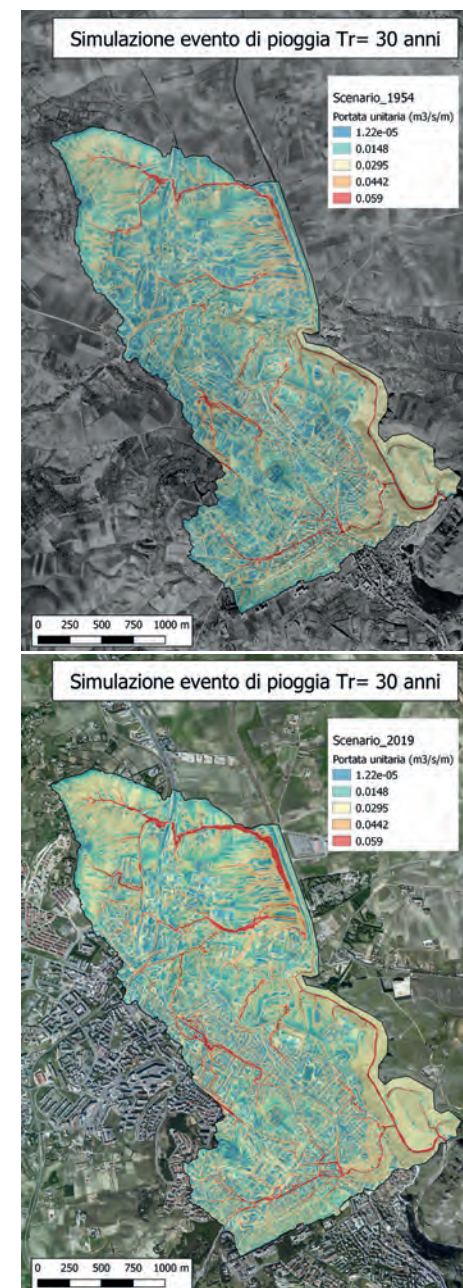 Simulazione evento di pioggia Tr= 30 anni
Scenario_1954
Portata unitaria (m3/s/m)
1.22e-05
0.0148
0.0295
0.0442
0.059
0 250 500 750 1000 m
Simulazione evento di pioggia Tr= 30 anni
Scenario_2019
Portata unitaria (m3/s/m)
1.22e-05
0.0148
0.0295
0.0442
0.059
0 250 500 750 1000 m